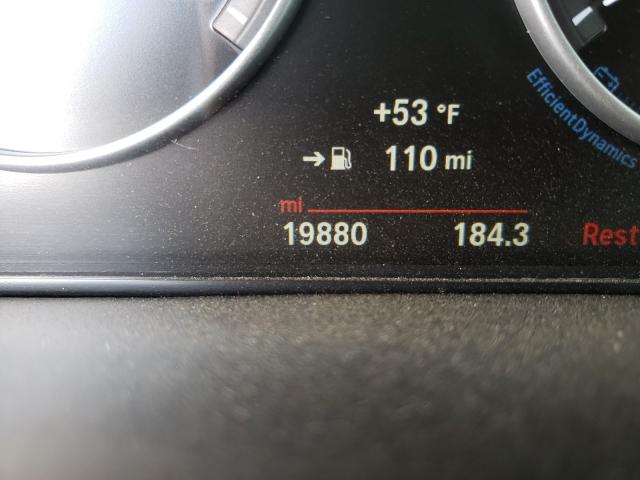 +53 °F
110 mi
mi
19880 184.3
EfficientDynamics
Rest